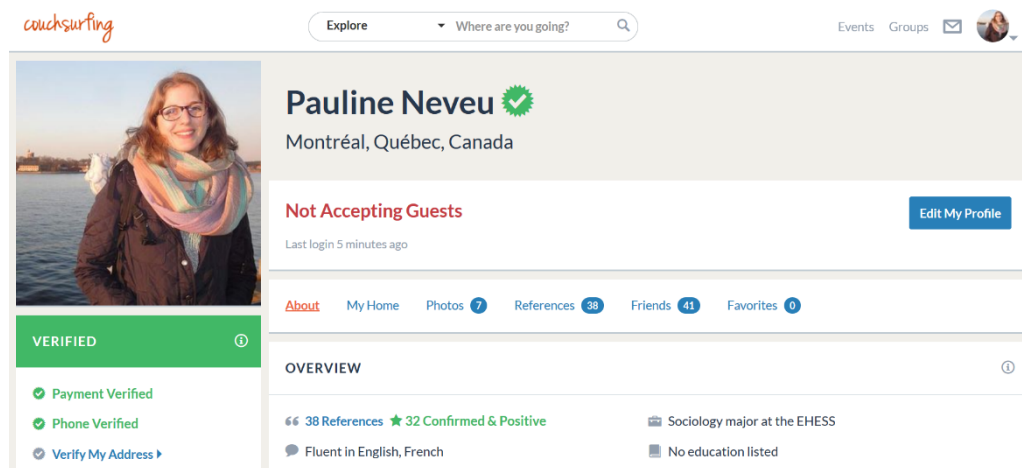 couchsurfing
Explore Where are you going?
Events Groups
Pauline Neveu
Montréal, Québec, Canada
Not Accepting Guests
Edit My Profile
Last login 5 minutes ago
About My Home Photos 7 References 38 Friends 41 Favorites 0
VERIFIED
OVERVIEW
Payment Verified
Phone Verified
Verify My Address
38 References 32 Confirmed & Positive
Sociology major at the EHESS
Fluent in English, French
No education listed